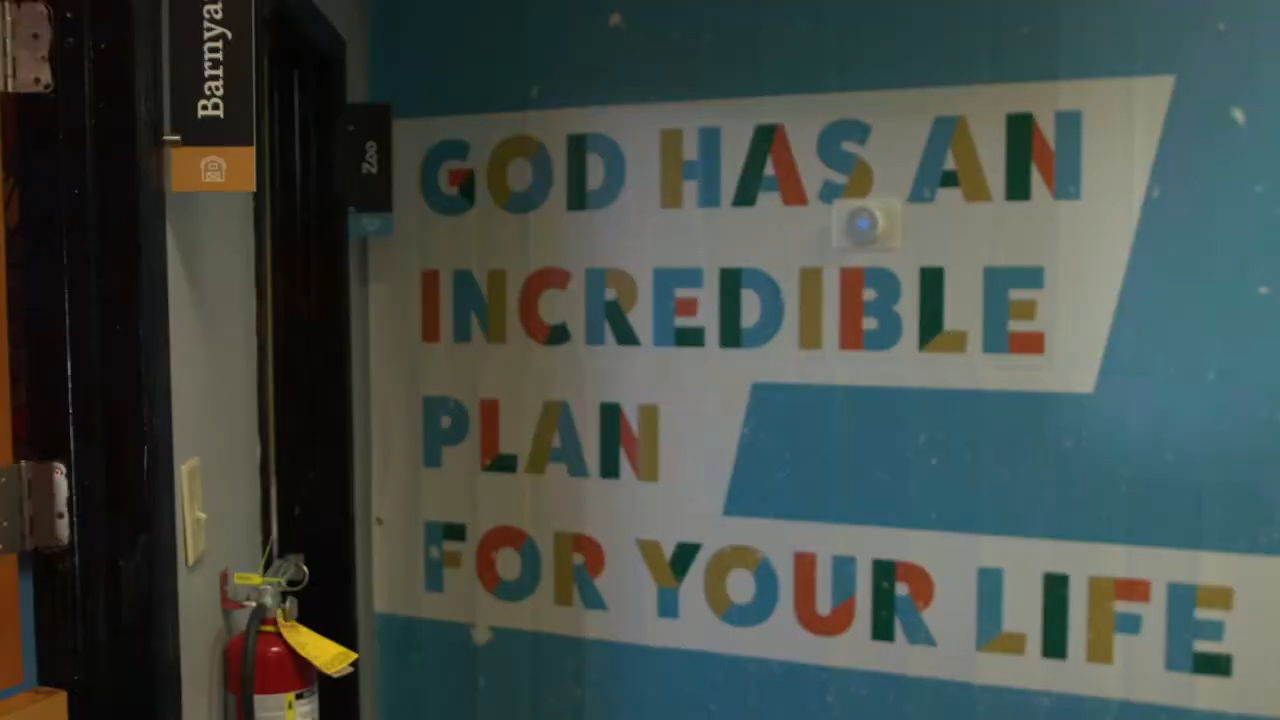 Barnya
Zoo
GOD HAS AN
INCREDIBLE
PLAN
FOR YOUR LIFE